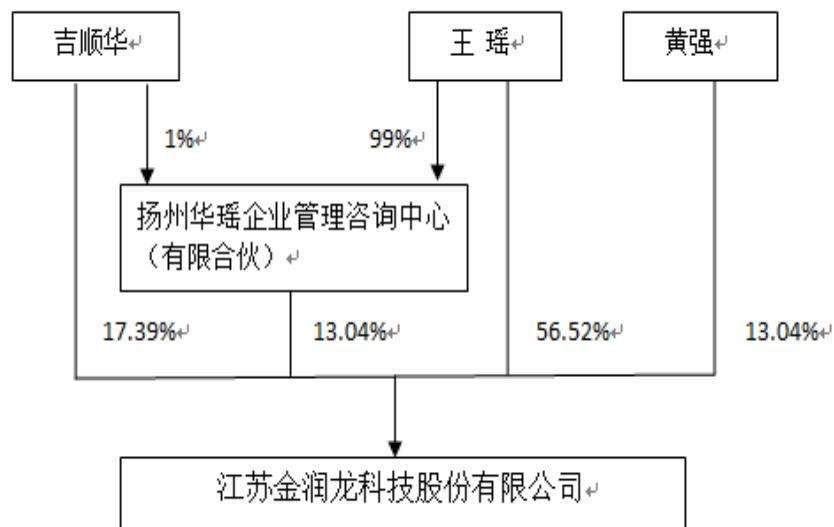 吉顺华↵
王 瑶↵
黄强↵
1%↵
99%↵
扬州华瑶企业管理咨询中心
（有限合伙）↵
17.39%↵
13.04%↵
56.52%↵
13.04%↵
江苏金润龙科技股份有限公司↵